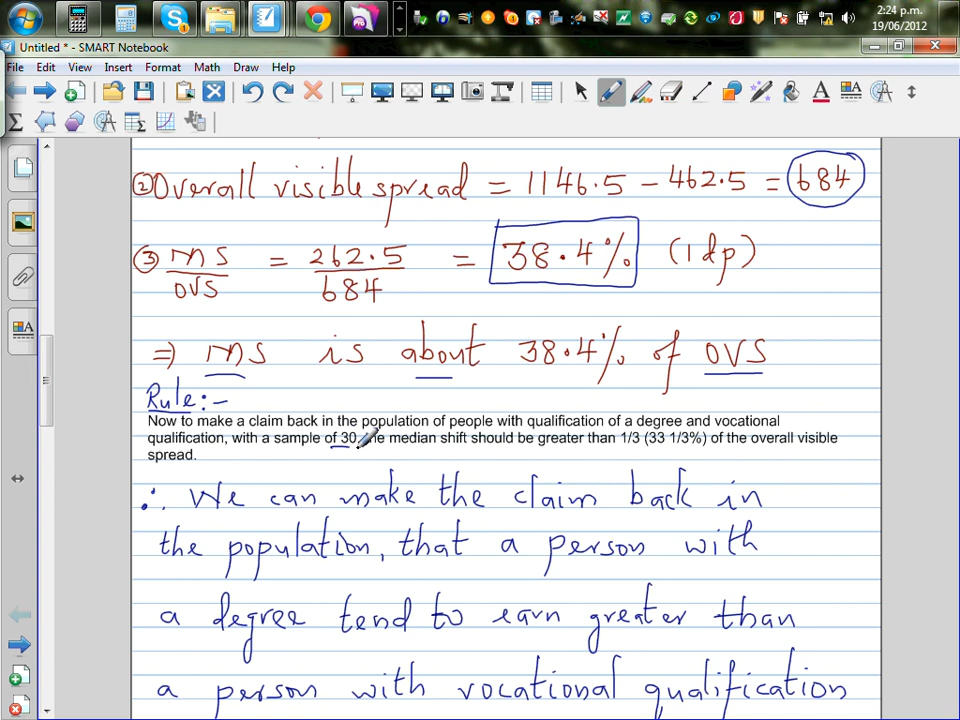 2:24 p.m.
19/06/2012
Untitled * - SMART Notebook
File Edit View Insert Format Math Draw Help
② Overall visible spread = 1146.5 - 462.5 = 684
③ ms = 262.5 = 38.4% (1dp)
ovs 684
⇒ ms is about 38.4% of ovs
Rule:-
Now to make a claim back in the population of people with qualification of a degree and vocational
qualification, with a sample of 30, the median shift should be greater than 1/3 (33 1/3%) of the overall visible
spread.
∴ We can make the claim back in
the population, that a person with
a degree tend to earn greater than
a person with vocational qualification